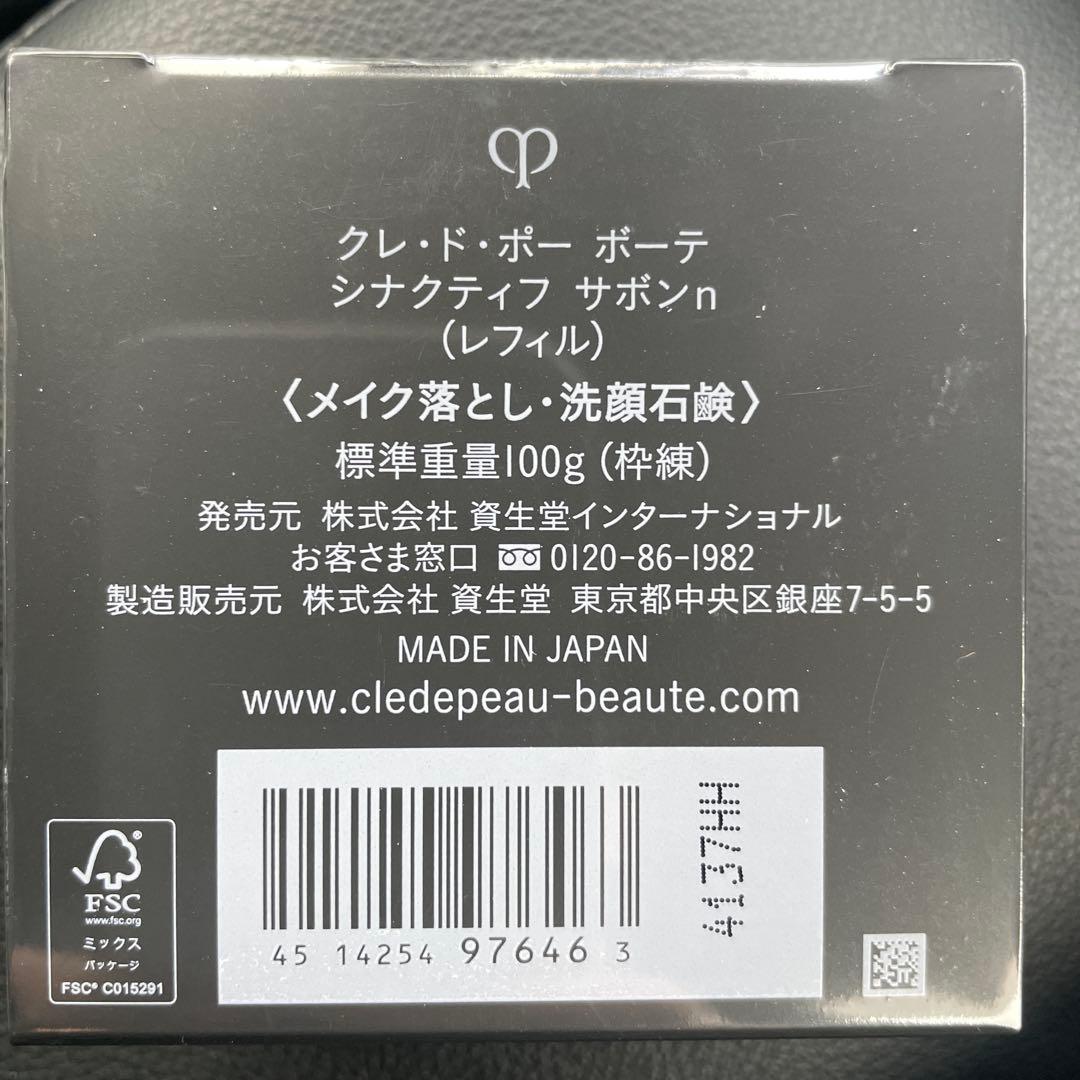 クレ・ド・ポー ボーテ
シナクティフ サボンn
(レフィル)
〈メイク落とし・洗顔石鹸〉
標準重量100g (枠練)
発売元 株式会社 資生堂インターナショナル
お客さま窓口 0120-86-1982
製造販売元 株式会社 資生堂 東京都中央区銀座7-5-5
MADE IN JAPAN
www.cledepeau-beaute.com
45 14254 97646 3
4137HH
FSC®
www.fsc.org
ミックス
パッケージ
FSC® C015291